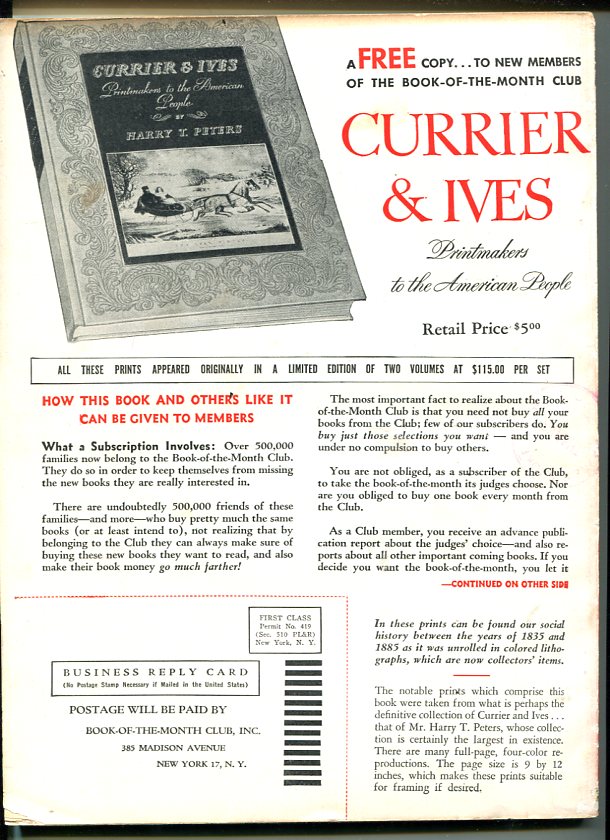 CURRIER & IVES
Printmakers to the American
People
BY
HARRY T. PETERS
A FREE COPY...TO NEW MEMBERS
OF THE BOOK-OF-THE-MONTH CLUB
CURRIER
& IVES
Printmakers
to the American People
Retail Price $500
ALL THESE PRINTS APPEARED ORIGINALLY IN A LIMITED EDITION OF TWO VOLUMES AT $115.00 PER SET
HOW THIS BOOK AND OTHERS LIKE IT
CAN BE GIVEN TO MEMBERS
What a Subscription Involves: Over 500,000
families now belong to the Book-of-the-Month Club.
They do so in order to keep themselves from missing
the new books they are really interested in.
There are undoubtedly 500,000 friends of these
families—and more—who buy pretty much the same
books (or at least intend to), not realizing that by
belonging to the Club they can always make sure of
buying these new books they want to read, and also
make their book money go much farther!
The most important fact to realize about the Book-
of-the-Month Club is that you need not buy all your
books from the Club; few of our subscribers do. You
buy just those selections you want — and you are
under no compulsion to buy others.
You are not obliged, as a subscriber of the Club,
to take the book-of-the-month its judges choose. Nor
are you obliged to buy one book every month from
the Club.
As a Club member, you receive an advance publi-
cation report about the judges' choice—and also re-
ports about all other important coming books. If you
decide you want the book-of-the-month, you let it
—CONTINUED ON OTHER SIDE
FIRST CLASS
Permit No. 419
(Sec. 510 PL&R)
New York, N. Y.
BUSINESS REPLY CARD
(No Postage Stamp Necessary if Mailed in the United States)
POSTAGE WILL BE PAID BY
BOOK-OF-THE-MONTH CLUB, INC.
385 MADISON AVENUE
NEW YORK 17, N. Y.
In these prints can be found our social
history between the years of 1835 and
1885 as it was unrolled in colored litho-
graphs, which are now collectors' items.
The notable prints which comprise this
book were taken from what is perhaps the
definitive collection of Currier and Ives...
that of Mr. Harry T. Peters, whose collec-
tion is certainly the largest in existence.
There are many full-page, four-color re-
productions. The page size is 9 by 12
inches, which makes these prints suitable
for framing if desired.